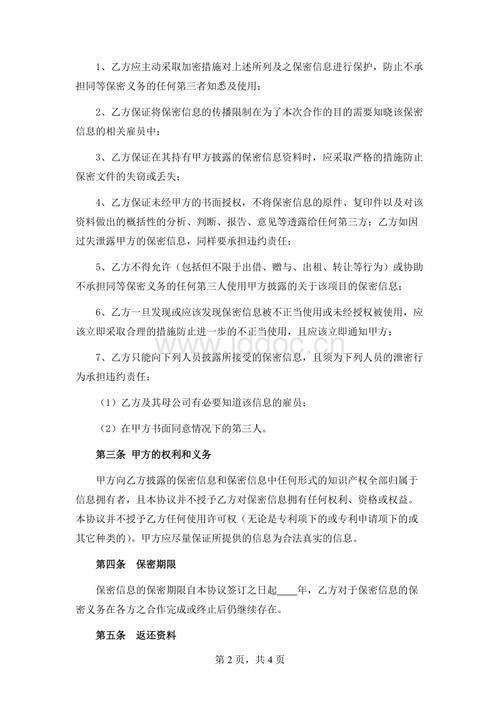 1、乙方应主动采取加密措施对上述所列及之保密信息进行保护，防止不承
担同等保密义务的任何第三者知悉及使用；
2、乙方保证将保密信息的传播限制在为了本次合作的目的需要知晓该保密
信息的相关雇员中；
3、乙方保证在其持有甲方披露的保密信息资料时，应采取严格的措施防止
保密文件的失窃或丢失；
4、乙方保证未经甲方的书面授权，不将保密信息的原件、复印件以及对该
资料做出的概括性的分析、判断、报告、意见等透露给任何第三方；乙方如因
过失泄露甲方的保密信息，同样要承担违约责任；
5、乙方不得允许（包括但不限于出借、赠与、出租、转让等行为）或协助
不承担同等保密义务的任何第三人使用甲方披露的关于该项目的保密信息；
6、乙方一旦发现或应该发现保密信息被不正当使用或未经授权被使用，应
该立即采取合理的措施防止进一步的不正当使用，且应该立即通知甲方；
www.lddoc.cn
7、乙方只能向下列人员披露所接受的保密信息，且须为下列人员的泄密行
为承担违约责任：
（1）乙方及其母公司有必要知道该信息的雇员；
（2）在甲方书面同意情况下的第三人。
第三条 甲方的权利和义务
甲方向乙方披露的保密信息和保密信息中任何形式的知识产权全部归属于
信息拥有者，且本协议并不授予乙方对保密信息拥有任何权利、资格或权益。
本协议并不授予乙方任何使用许可权（无论是专利项下的或专利申请项下的或
其它种类的）。甲方应尽量保证所提供的信息为合法真实的信息。
第四条 保密期限
保密信息的保密期限自本协议签订之日起____年，乙方对于保密信息的保
密义务在各方之合作完成或终止后仍继续存在。
第五条 返还资料
第 2 页，共 4 页